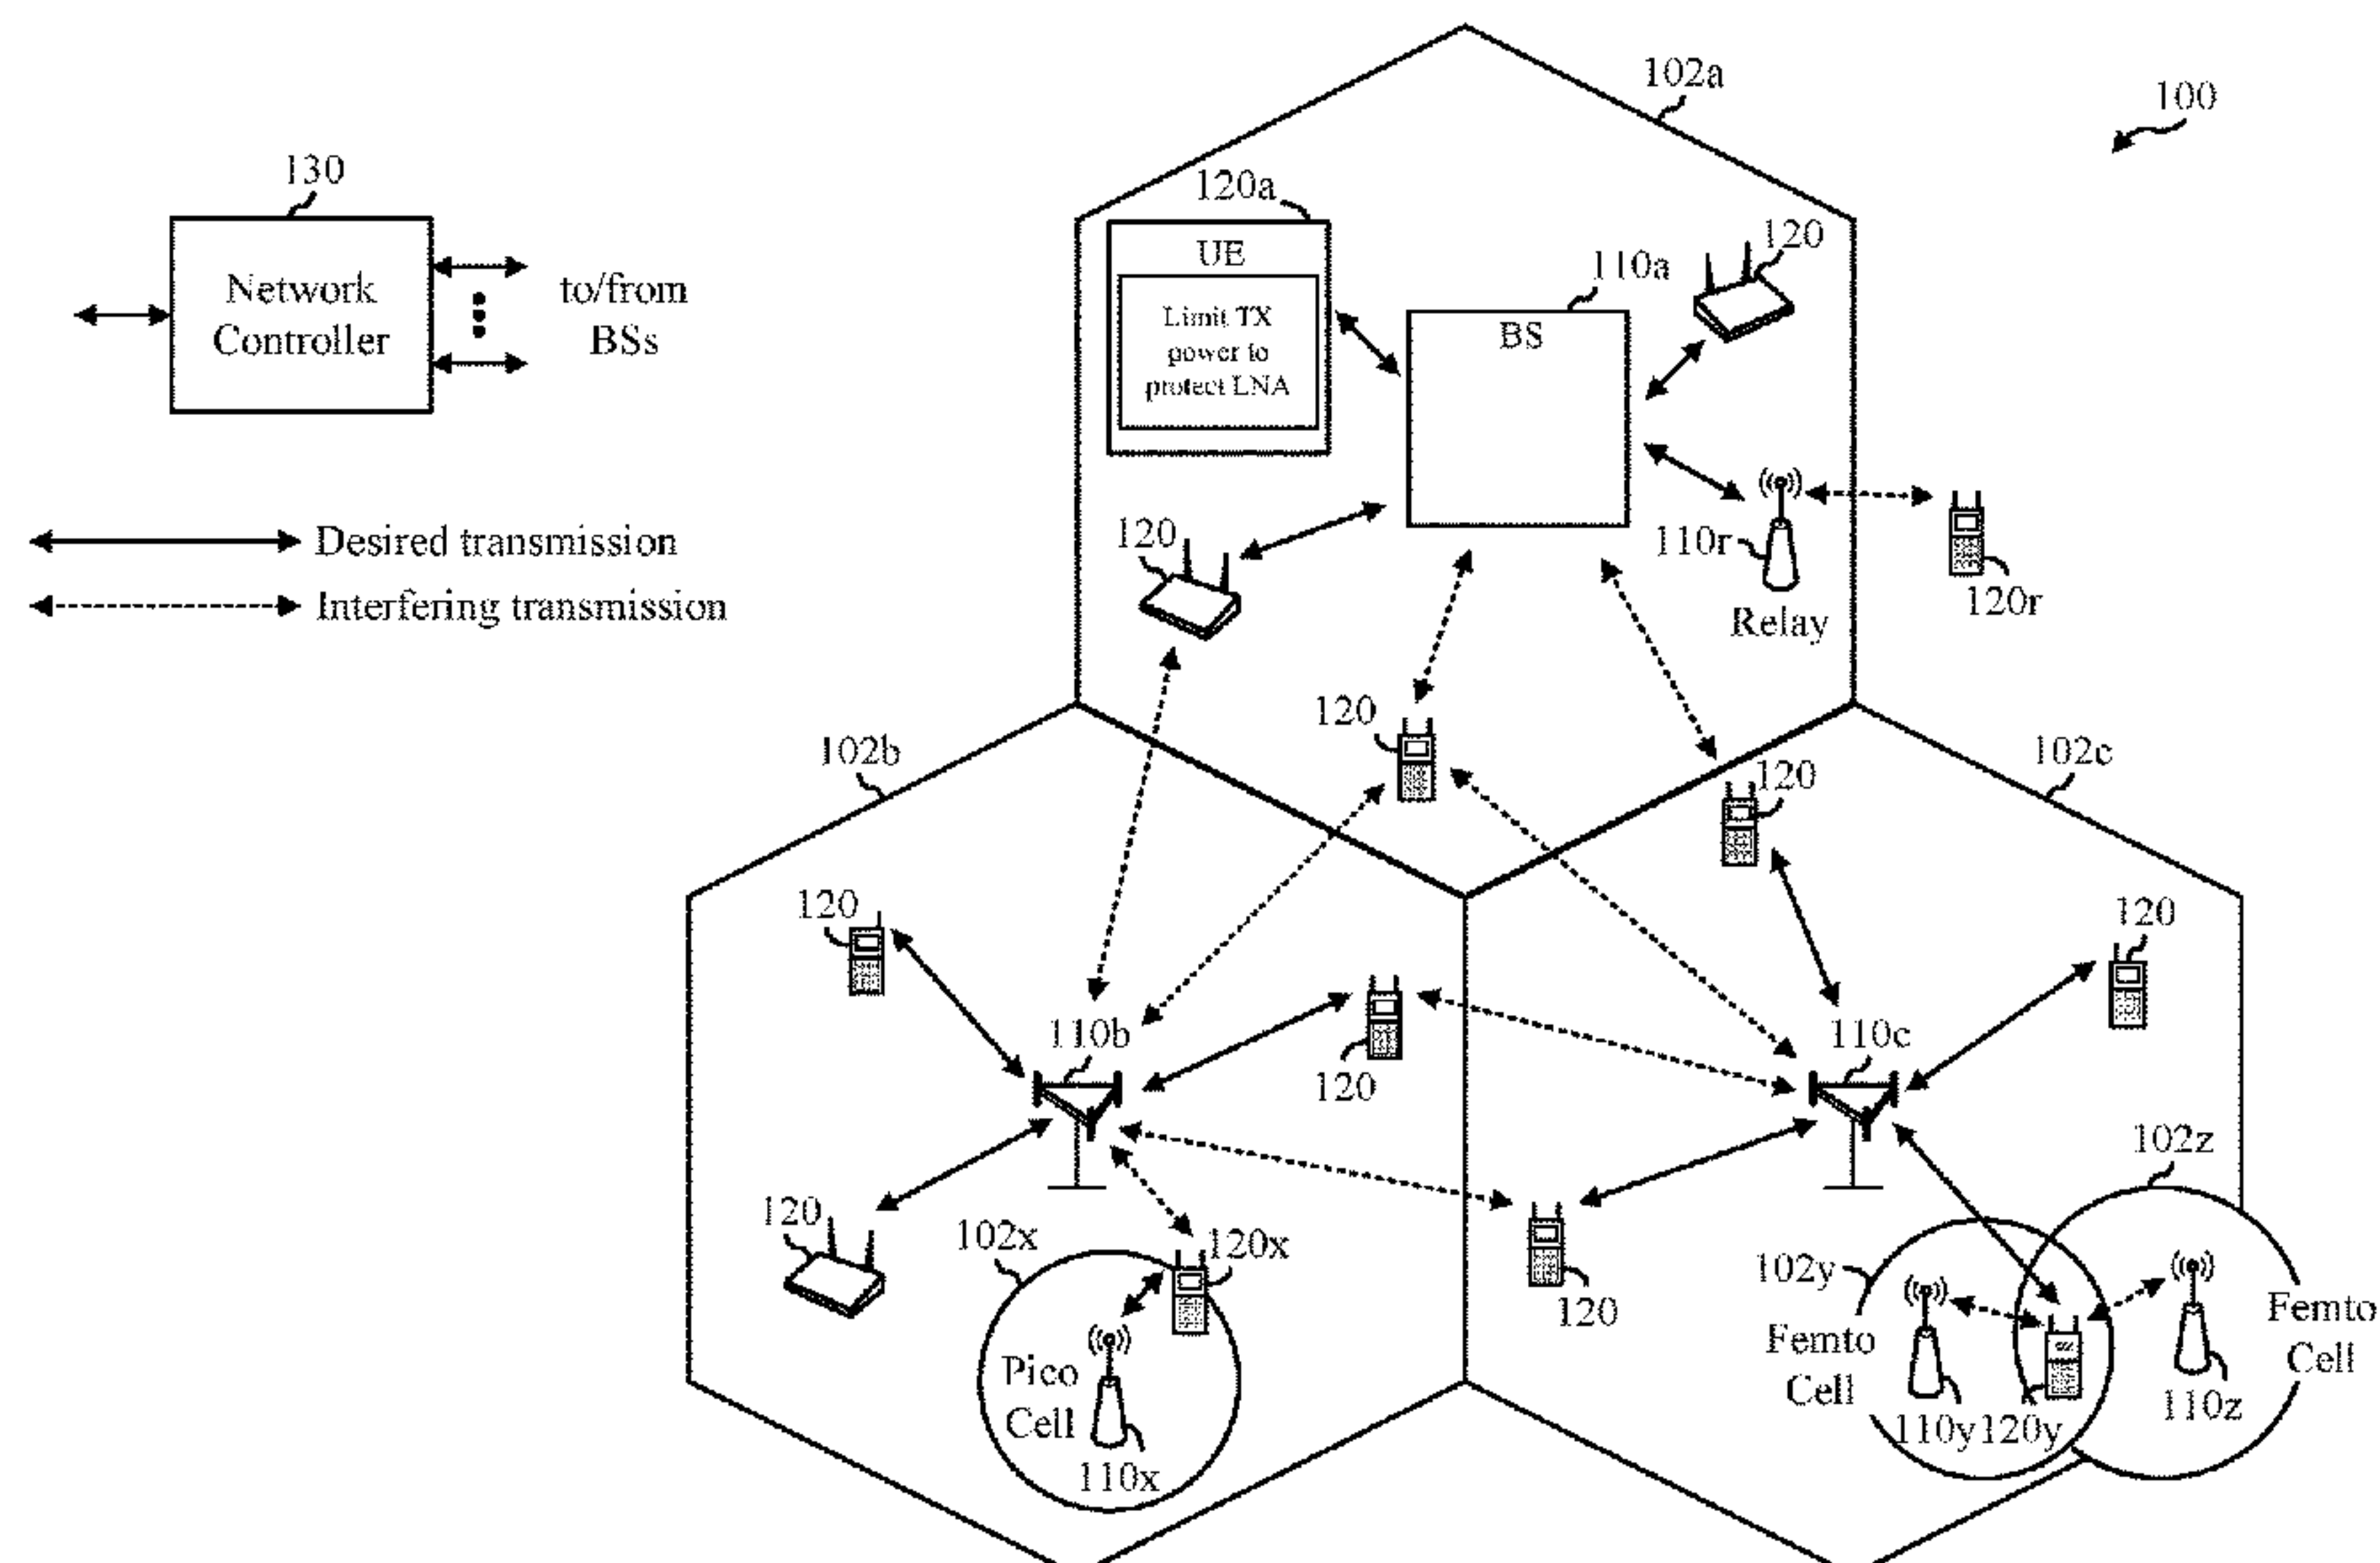 102a
100
130
120a
120
UE
110a
Network
Controller
to/from
BSs
Limit TX
power to
protect LNA
BS
Desired transmission
120
110r
Interfering transmission
120r
Relay
120
102b
102c
120
120
120
110b
110c
120
102z
120
102x
120x
102y
120
Femto
Cell
Femto
Cell
Pico
Cell
110y
120y
110z
110x